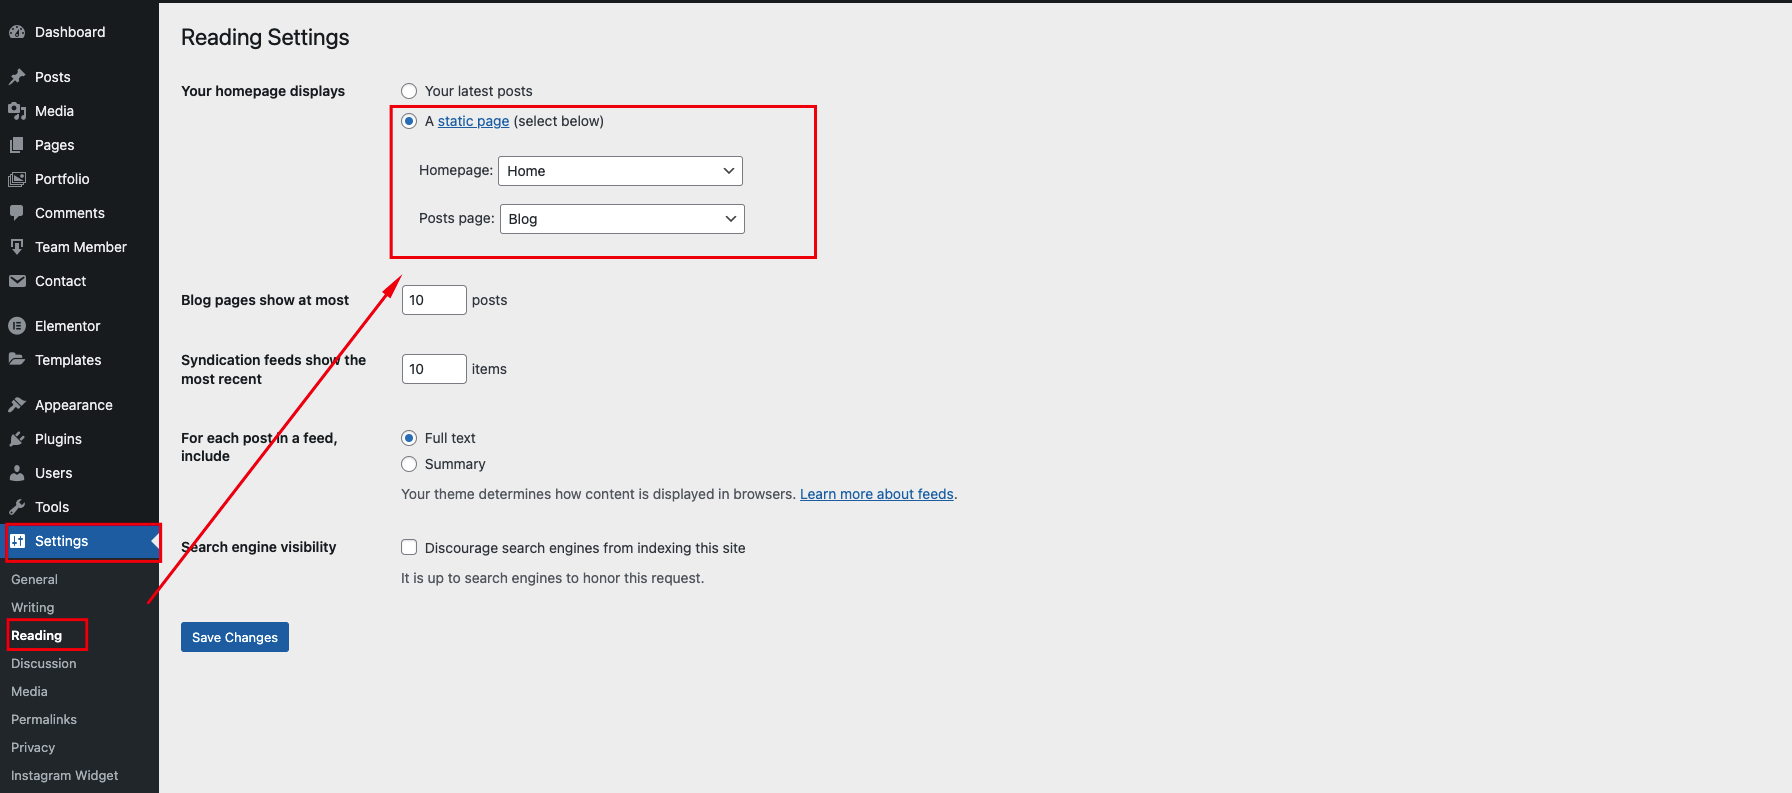 Dashboard
Posts
Media
Pages
Portfolio
Comments
Team Member
Contact
Elementor
Templates
Appearance
Plugins
Users
Tools
Settings
General
Writing
Reading
Discussion
Media
Permalinks
Privacy
Instagram Widget
Reading Settings
Your homepage displays
Your latest posts
A static page (select below)
Homepage: Home
Posts page: Blog
Blog pages show at most
10 posts
Syndication feeds show the
most recent
10 items
For each post in a feed,
include
Full text
Summary
Your theme determines how content is displayed in browsers. Learn more about feeds.
Search engine visibility
Discourage search engines from indexing this site
It is up to search engines to honor this request.
Save Changes